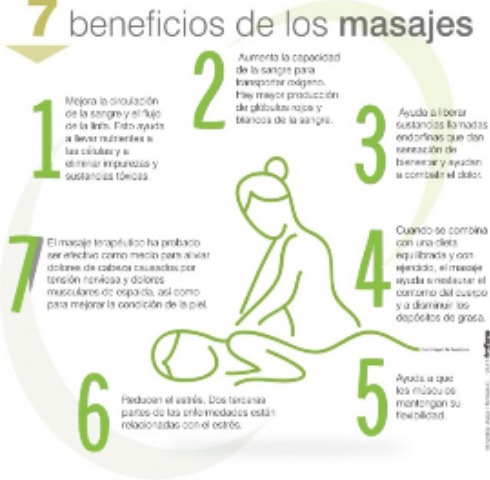 7 beneficios de los masajes
1
Mejora la circulación
de la sangre y el flujo
de la linfa. Esto ayuda
a llevar nutrientes a
las células y a
eliminar impurezas y
sustancias tóxicas.
2
Aumenta la capacidad
de la sangre para
transportar oxígeno.
Hay mayor producción
de glóbulos rojos y
blancos de la sangre.
3
Ayuda a liberar
sustancias llamadas
endorfinas que dan
sensación de
bienestar y ayudan
a combatir el dolor.
4
Cuando se combina
con una dieta
equilibrada y con
ejercicio, el masaje
ayuda a restaurar el
contorno del cuerpo
y a disminuir los
depósitos de grasa.
5
Ayuda a que
los músculos
mantengan su
flexibilidad.
6
Reducen el estrés. Dos terceras
partes de las enfermedades están
relacionadas con el estrés.
7
El masaje terapéutico ha probado
ser efectivo como medio para aliviar
dolores de cabeza causados por
tensión nerviosa y dolores
musculares de espalda, así como
para mejorar la condición de la piel.